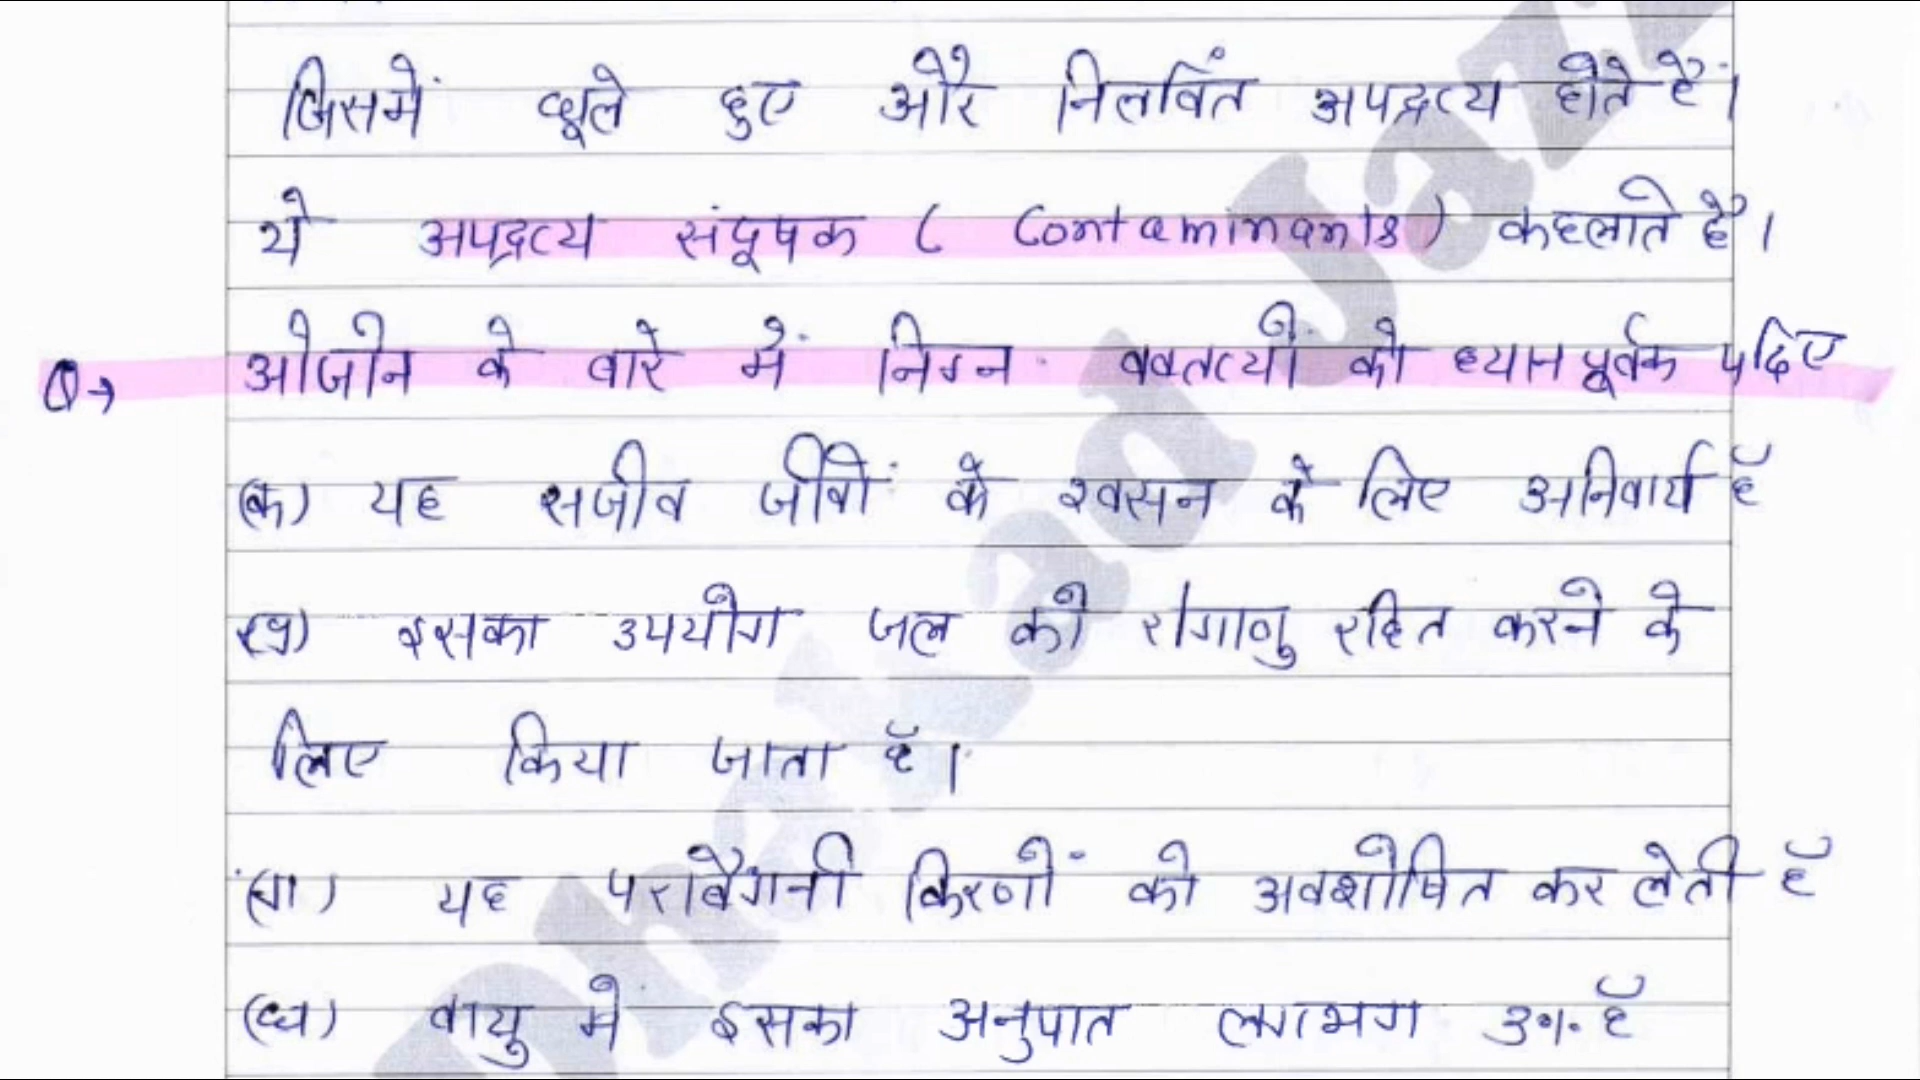 जिसमें घूले हुए और निलविंत अपद्रव्य होते हैं।
ये अपद्रव्य संदूषक ( Contaminants) कहलाते हैं।
Q→ ओजोन के बारे में निम्न वक्तव्यों को ध्यान पूर्वक पढिए
(क) यह सजीव जीवों के श्वसन के लिए अनिवार्य है
(ख) इसका उपयोग जल को रोगाणु रहित करने के
लिए किया जाता है।
(ग) यह पराबैंगनी किरणों को अवशोषित कर लेती है
(घ) वायु में इसका अनुपात लगभग 3%. है